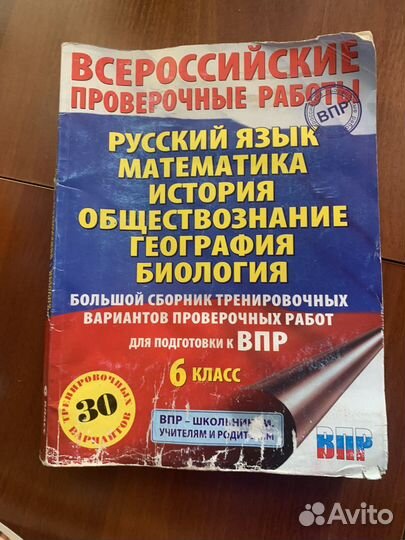 ВСЕРОССИЙСКИЕ
ПРОВЕРОЧНЫЕ РАБОТЫ
ВПР
РУССКИЙ ЯЗЫК
МАТЕМАТИКА
ИСТОРИЯ
ОБЩЕСТВОЗНАНИЕ
ГЕОГРАФИЯ
БИОЛОГИЯ
БОЛЬШОЙ СБОРНИК ТРЕНИРОВОЧНЫХ
ВАРИАНТОВ ПРОВЕРОЧНЫХ РАБОТ
ДЛЯ ПОДГОТОВКИ К ВПР
6 КЛАСС
ТРЕНИРОВОЧНЫХ
30
ВАРИАНТОВ
ВПР – ШКОЛЬНИКАМ,
УЧИТЕЛЯМ И РОДИТЕЛЯМ
ВПР
Avito